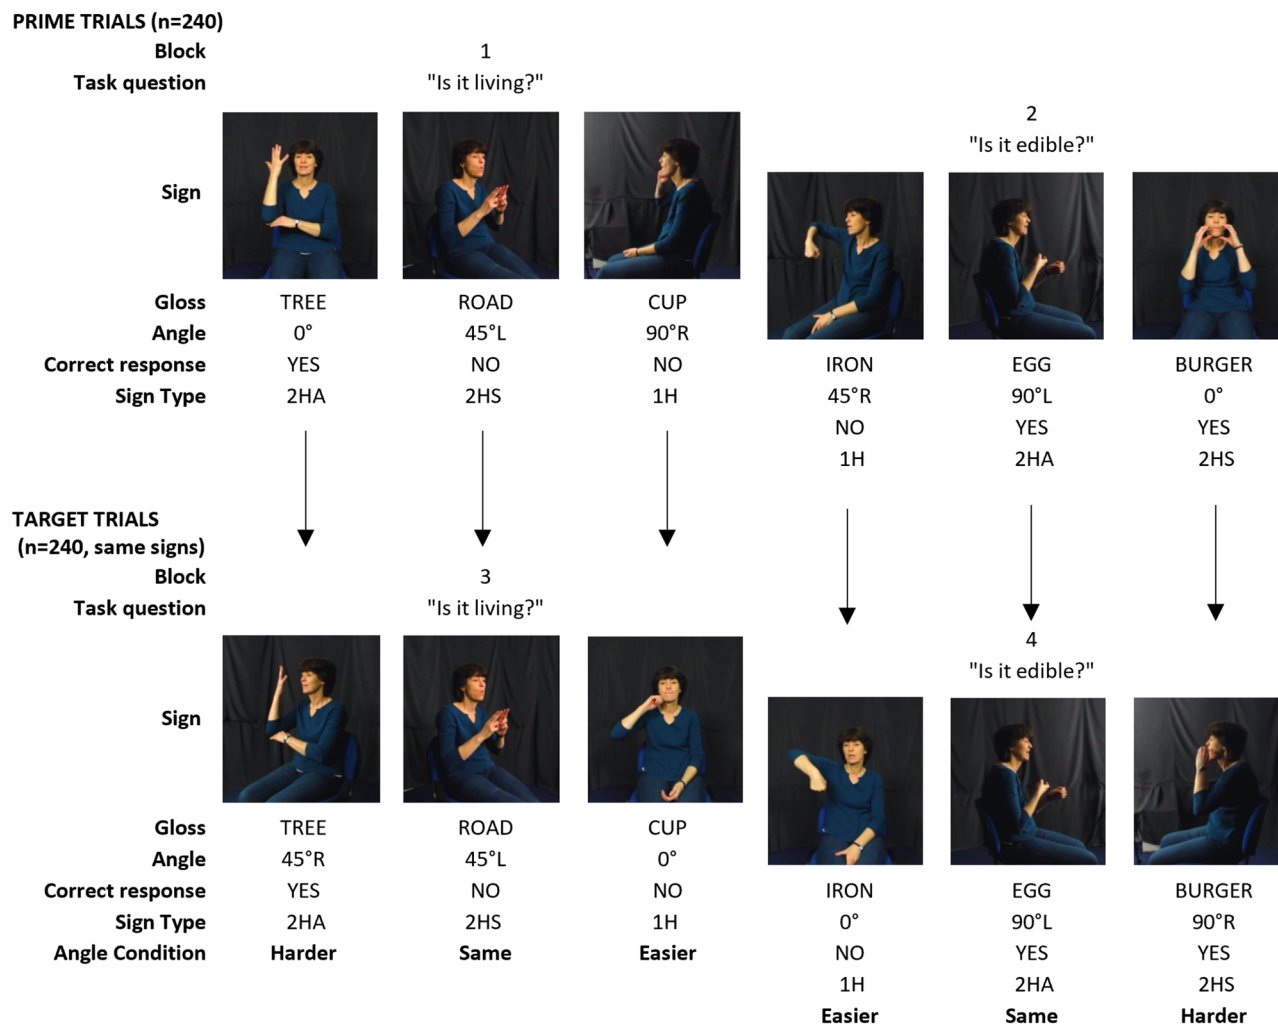 PRIME TRIALS (n=240)
Block 1
Task question "Is it living?"
2
"Is it edible?"
Sign
Gloss TREE ROAD CUP
Angle 0° 45°L 90°R
Correct response YES NO NO IRON EGG BURGER
Sign Type 2HA 2HS 1H 45°R 90°L 0°
NO YES YES
1H 2HA 2HS
TARGET TRIALS
(n=240, same signs)
Block 3
Task question "Is it living?"
4
"Is it edible?"
Sign
Gloss TREE ROAD CUP
Angle 45°R 45°L 0°
Correct response YES NO NO IRON EGG BURGER
Sign Type 2HA 2HS 1H 0° 90°L 90°R
Angle Condition Harder Same Easier NO YES YES
1H 2HA 2HS
Easier Same Harder